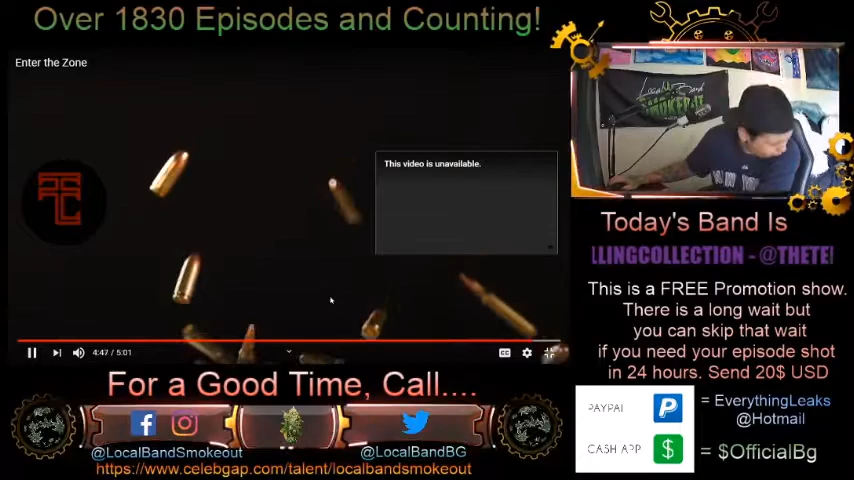 Over 1830 Episodes and Counting!
Enter the Zone
This video is unavailable.
4:47 / 5:01
Local Band
SMOKEOUT
Today's Band Is
LLINGCOLLECTION - @THETE
This is a FREE Promotion show.
There is a long wait but
you can skip that wait
if you need your episode shot
in 24 hours. Send 20$ USD
PAYPAL
= EverythingLeaks
@Hotmail
CASH APP
= $OfficialBg
For a Good Time, Call....
@LocalBandSmokeout
@LocalBandBG
https://www.celebgap.com/talent/localbandsmokeout